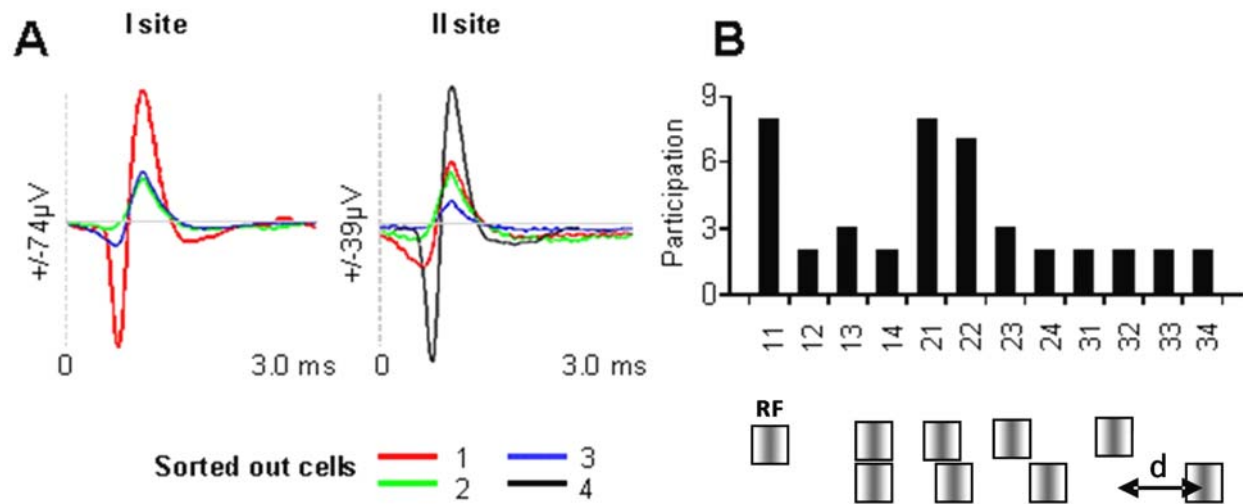 A
I site
II site
+/-74µV
+/-39µV
0
3.0 ms
0
3.0 ms
Sorted out cells
1
2
3
4
B
Participation
9
6
3
0
11
12
13
14
21
22
23
24
31
32
33
34
RF
d